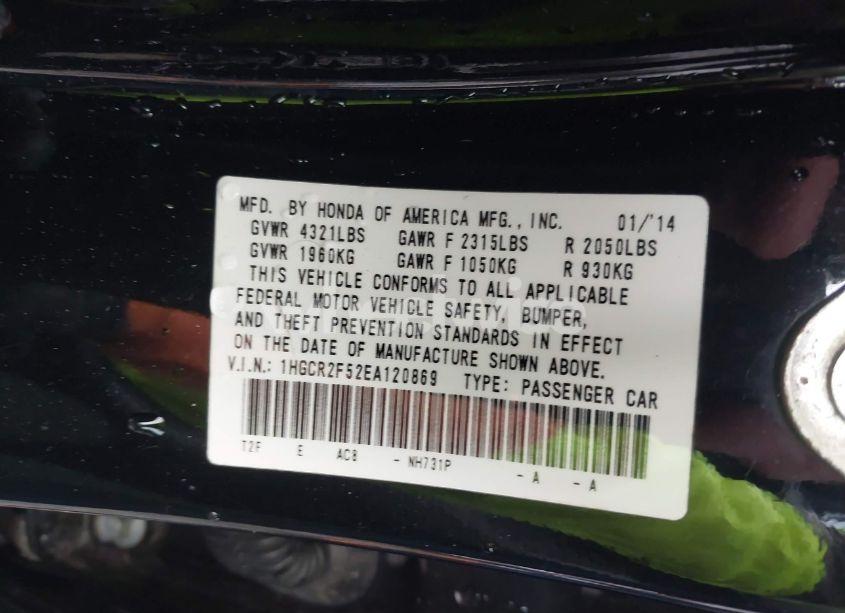 MFD. BY HONDA OF AMERICA MFG., INC. 01/'14
GVWR 4321LBS GAWR F 2315LBS R 2050LBS
GVWR 1960KG GAWR F 1050KG R 930KG
THIS VEHICLE CONFORMS TO ALL APPLICABLE
FEDERAL MOTOR VEHICLE SAFETY, BUMPER,
AND THEFT PREVENTION STANDARDS IN EFFECT
ON THE DATE OF MANUFACTURE SHOWN ABOVE.
V.I.N.: 1HGCR2F52EA120869 TYPE: PASSENGER CAR
T2F E AC8 - NH731P - A - A